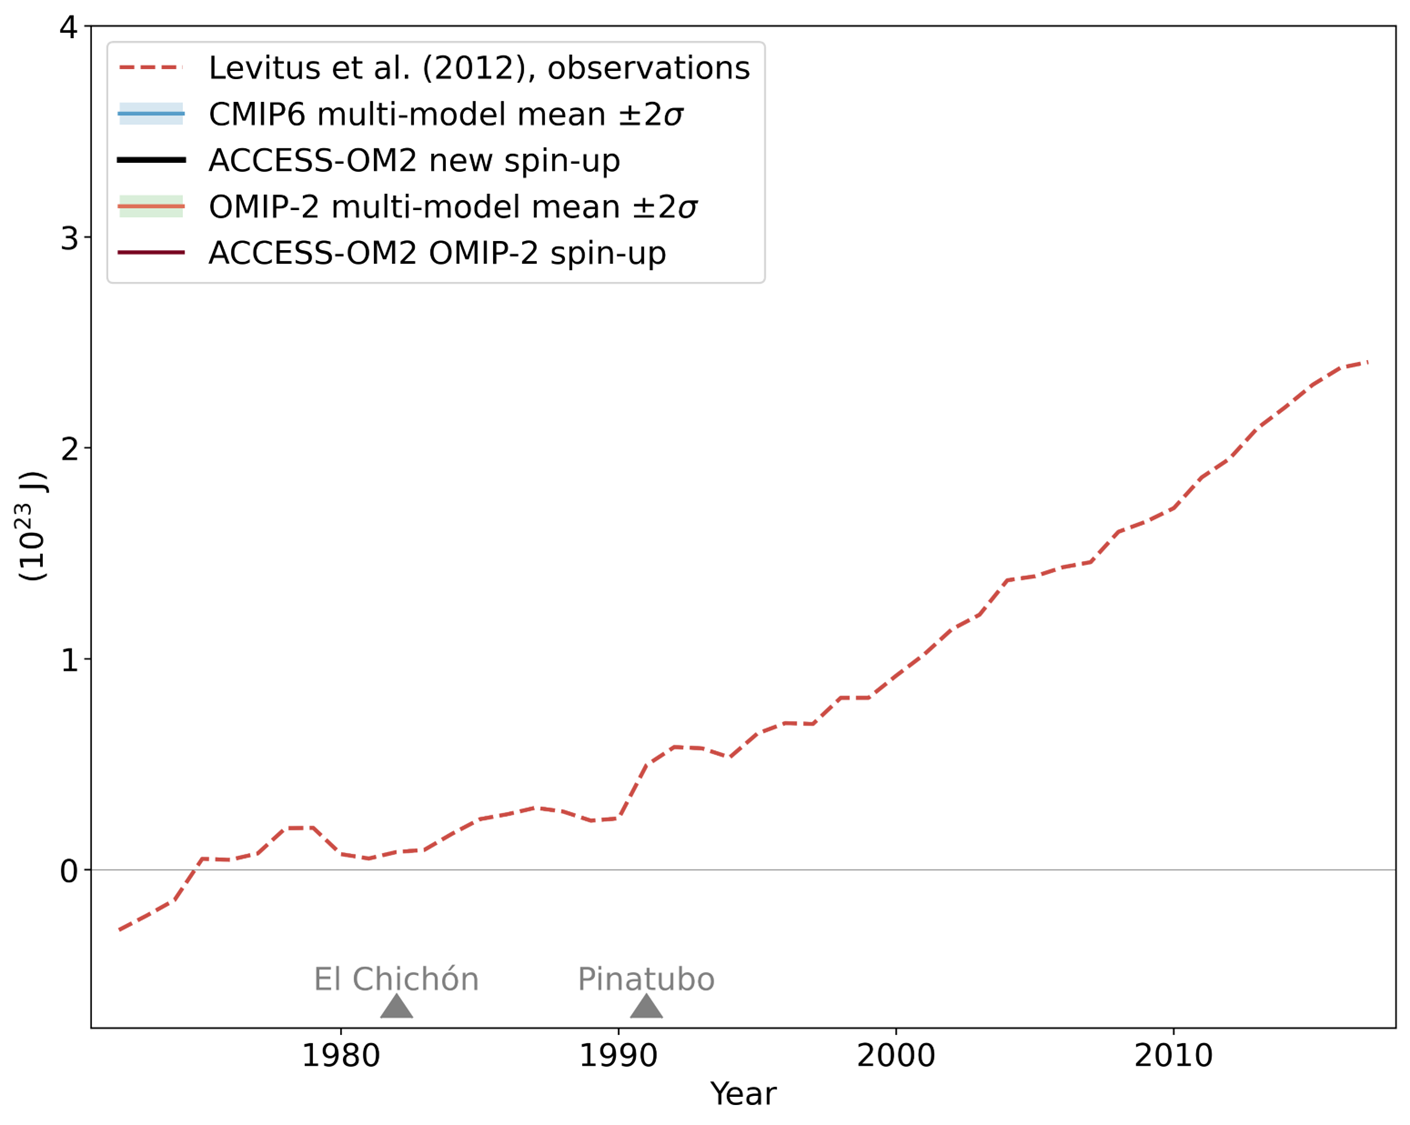 4
Levitus et al. (2012), observations
CMIP6 multi-model mean ±2σ
ACCESS-OM2 new spin-up
OMIP-2 multi-model mean ±2σ
ACCESS-OM2 OMIP-2 spin-up
3
2
(10²³ J)
1
0
El Chichón
Pinatubo
1980 1990 2000 2010
Year